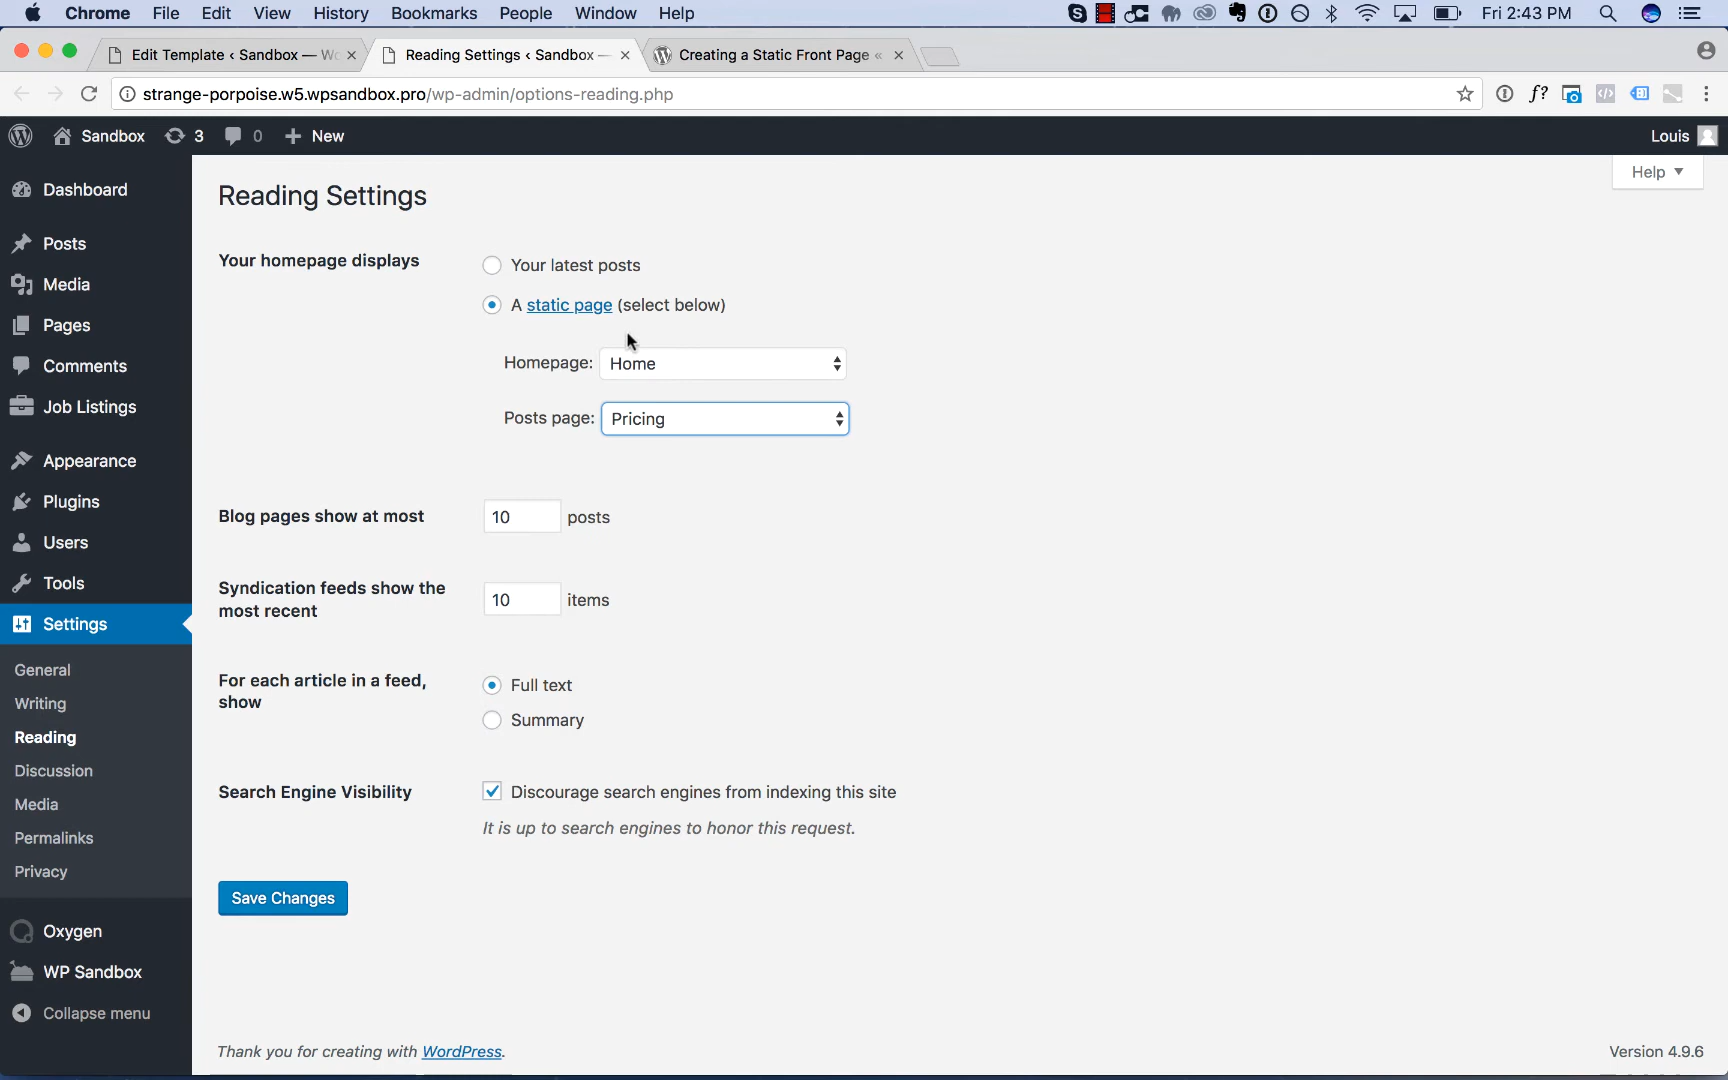 Chrome File Edit View History Bookmarks People Window Help Fri 2:43 PM
Edit Template ‹ Sandbox — Wo
Reading Settings ‹ Sandbox —
Creating a Static Front Page «
strange-porpoise.w5.wpsandbox.pro/wp-admin/options-reading.php
f?
Sandbox 3 0 New Louis
Help
Dashboard
Posts
Media
Pages
Comments
Job Listings
Appearance
Plugins
Users
Tools
Settings
General
Writing
Reading
Discussion
Media
Permalinks
Privacy
Oxygen
WP Sandbox
Collapse menu
Reading Settings
Your homepage displays
Your latest posts
A static page (select below)
Homepage: Home
Posts page: Pricing
Blog pages show at most 10 posts
Syndication feeds show the
most recent
10 items
For each article in a feed,
show
Full text
Summary
Search Engine Visibility
Discourage search engines from indexing this site
It is up to search engines to honor this request.
Save Changes
Thank you for creating with WordPress.
Version 4.9.6